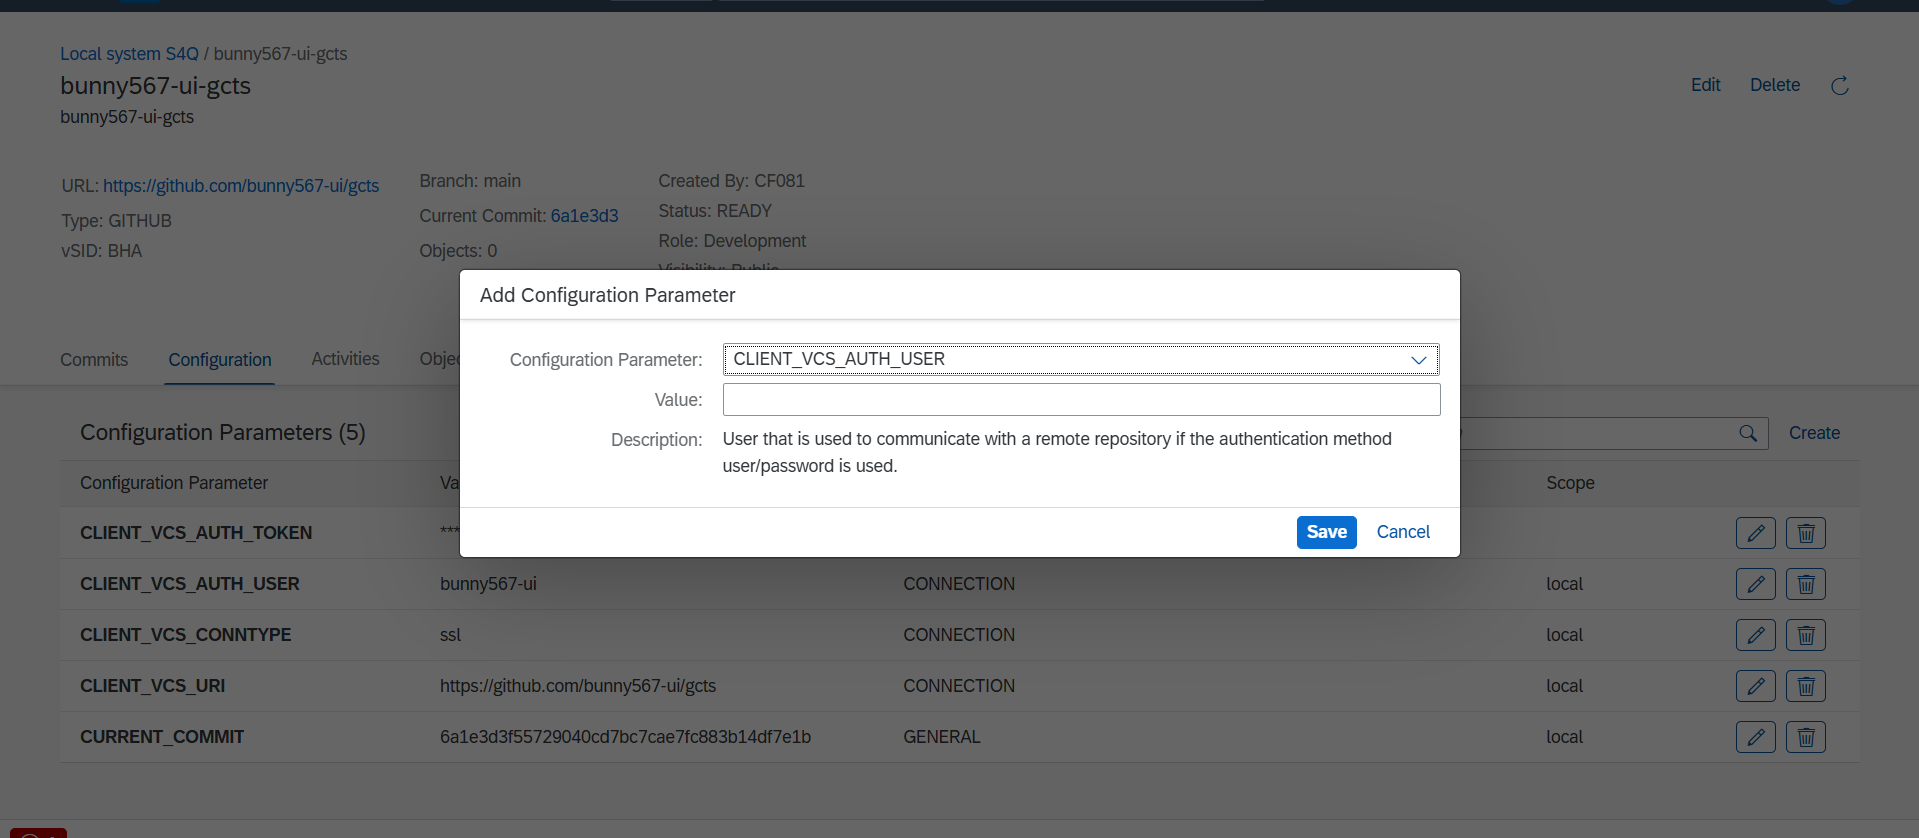 Local system S4Q / bunny567-ui-gcts
bunny567-ui-gcts
Edit Delete
bunny567-ui-gcts
URL: https://github.com/bunny567-ui/gcts
Type: GITHUB
vSID: BHA
Branch: main
Current Commit: 6a1e3d3
Objects: 0
Created By: CF081
Status: READY
Role: Development
Visibility: Public
Commits Configuration Activities
Add Configuration Parameter
Configuration Parameter: CLIENT_VCS_AUTH_USER
Value:
Description: User that is used to communicate with a remote repository if the authentication method
user/password is used.
Save Cancel
Configuration Parameters (5)
Create
Configuration Parameter Scope
CLIENT_VCS_AUTH_TOKEN ***
CLIENT_VCS_AUTH_USER bunny567-ui CONNECTION local
CLIENT_VCS_CONNTYPE ssl CONNECTION local
CLIENT_VCS_URI https://github.com/bunny567-ui/gcts CONNECTION local
CURRENT_COMMIT 6a1e3d3f55729040cd7bc7cae7fc883b14df7e1b GENERAL local